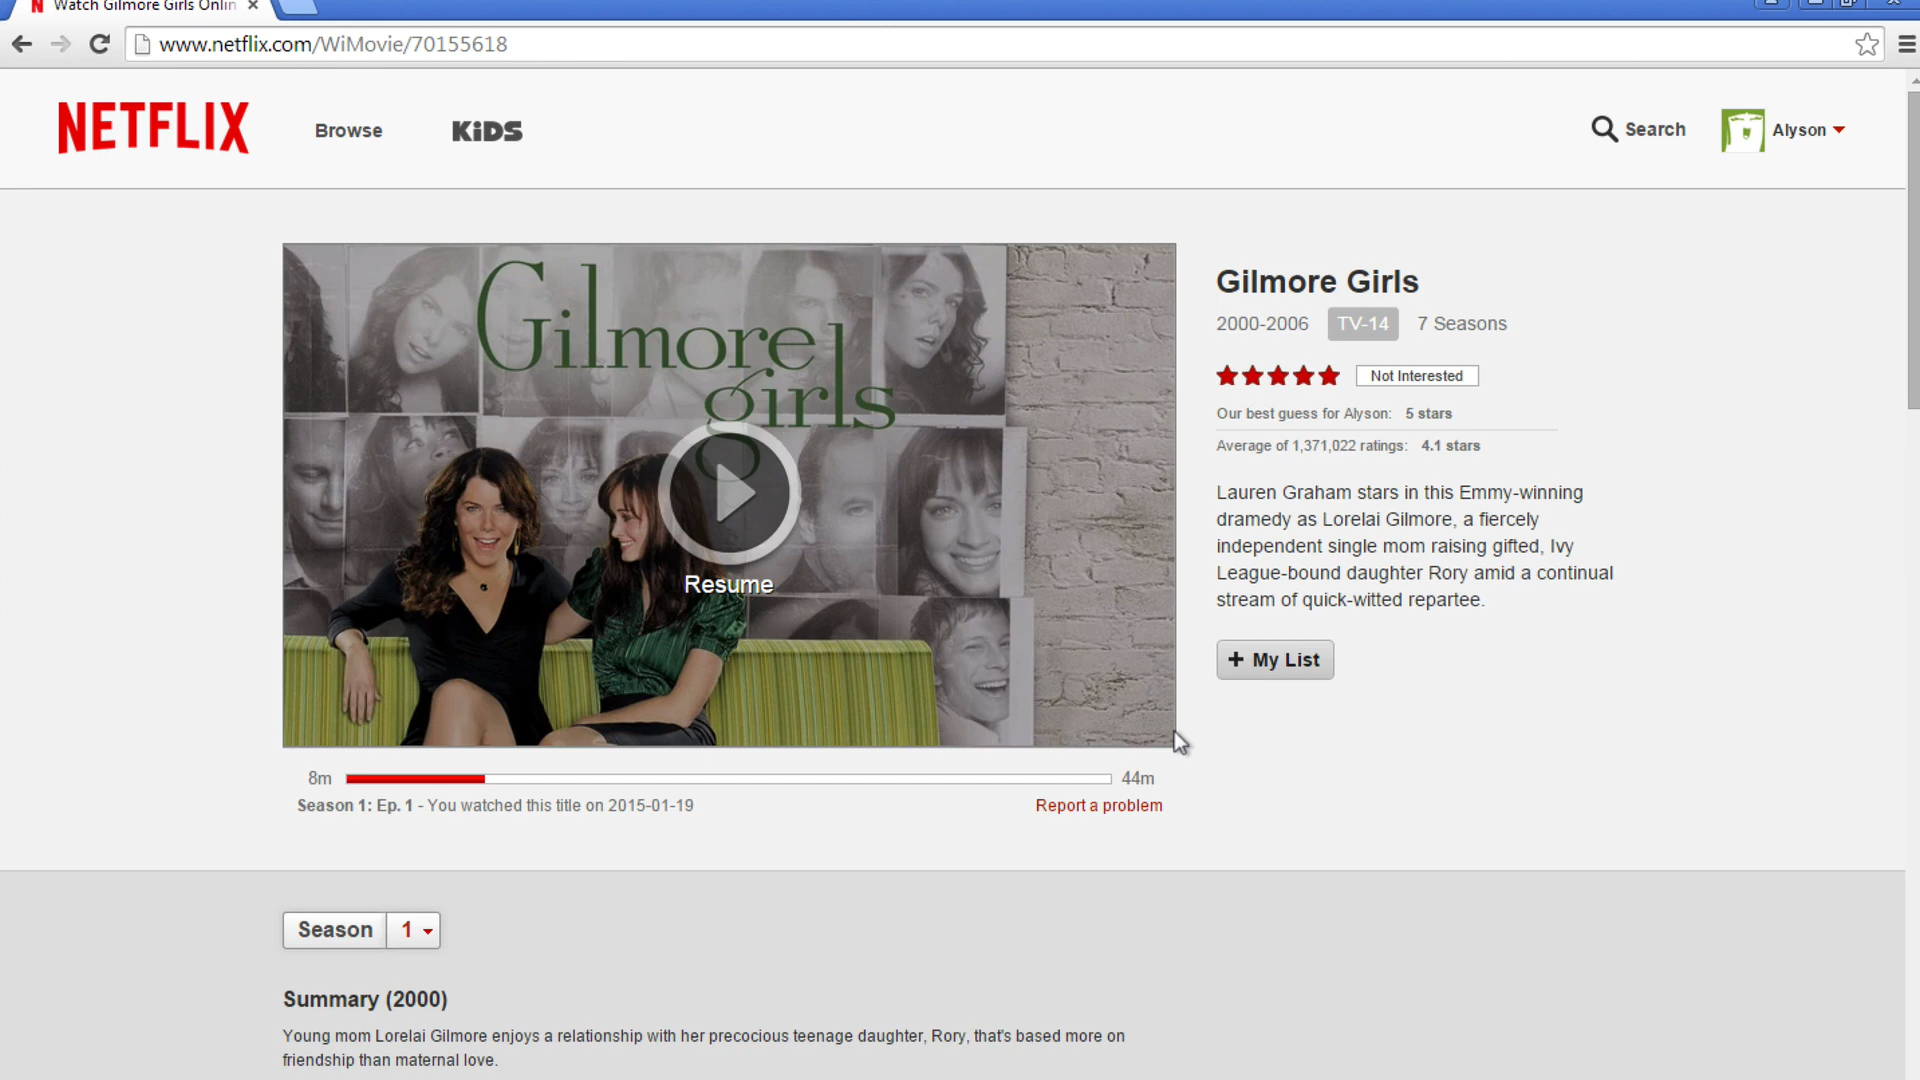 Watch Gilmore Girls Onlin
www.netflix.com/WiMovie/70155618
NETFLIX
Browse
KiDS
Search
Alyson
Gilmore
girls
Resume
8m
44m
Season 1: Ep. 1 - You watched this title on 2015-01-19
Report a problem
Gilmore Girls
2000-2006 TV-14 7 Seasons
Not Interested
Our best guess for Alyson: 5 stars
Average of 1,371,022 ratings: 4.1 stars
Lauren Graham stars in this Emmy-winning
dramedy as Lorelai Gilmore, a fiercely
independent single mom raising gifted, Ivy
League-bound daughter Rory amid a continual
stream of quick-witted repartee.
+ My List
Season 1
Summary (2000)
Young mom Lorelai Gilmore enjoys a relationship with her precocious teenage daughter, Rory, that's based more on
friendship than maternal love.